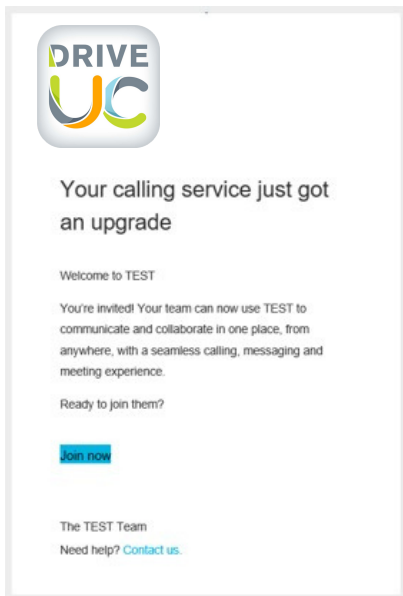 DRIVE
UC
Your calling service just got
an upgrade
Welcome to TEST
You're invited! Your team can now use TEST to
communicate and collaborate in one place, from
anywhere, with a seamless calling, messaging and
meeting experience.
Ready to join them?
Join now
The TEST Team
Need help? Contact us.